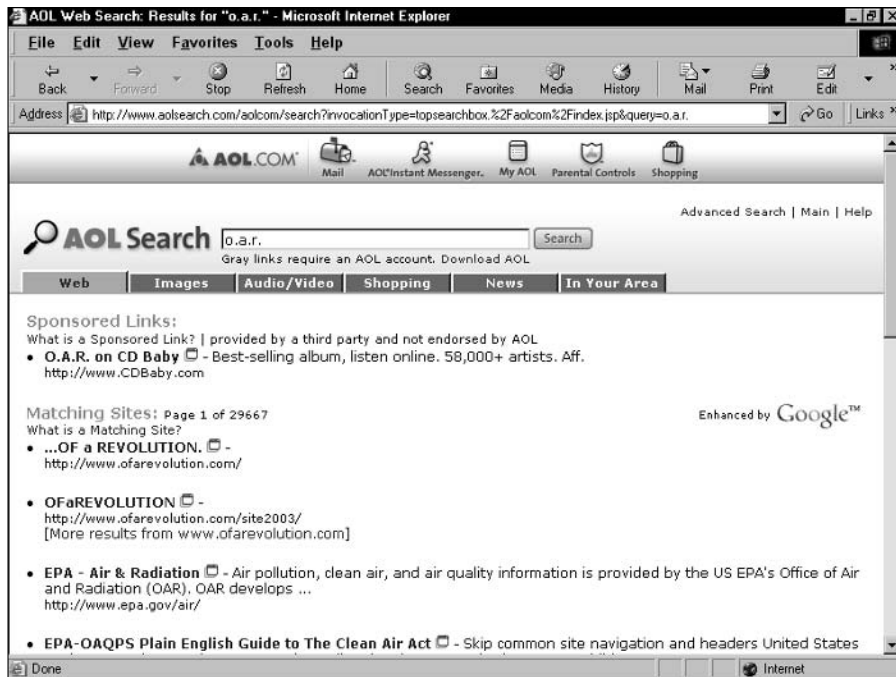 AOL Web Search: Results for "o.a.r." - Microsoft Internet Explorer
File Edit View Favorites Tools Help
Back Forward Stop Refresh Home Search Favorites Media History Mail Print Edit
Address http://www.aolsearch.com/aolcom/search?invocationType=topsearchbox.%2Faolcom%2Findex.jsp&query=o.a.r. Go Links
AOL.COM Mail AOL®Instant Messenger. My AOL Parental Controls Shopping
Advanced Search | Main | Help
AOL Search o.a.r. Search
Gray links require an AOL account. Download AOL
Web Images Audio/Video Shopping News In Your Area
Sponsored Links:
What is a Sponsored Link? | provided by a third party and not endorsed by AOL
• O.A.R. on CD Baby - Best-selling album, listen online. 58,000+ artists. Aff.
http://www.CDBaby.com
Matching Sites: Page 1 of 29667 Enhanced by Google™
What is a Matching Site?
• ...OF a REVOLUTION. -
http://www.ofarevolution.com/
• OFaREVOLUTION -
http://www.ofarevolution.com/site2003/
[More results from www.ofarevolution.com]
• EPA - Air & Radiation - Air pollution, clean air, and air quality information is provided by the US EPA's Office of Air
and Radiation (OAR). OAR develops ...
http://www.epa.gov/air/
• EPA-OAQPS Plain English Guide to The Clean Air Act - Skip common site navigation and headers United States
Done Internet